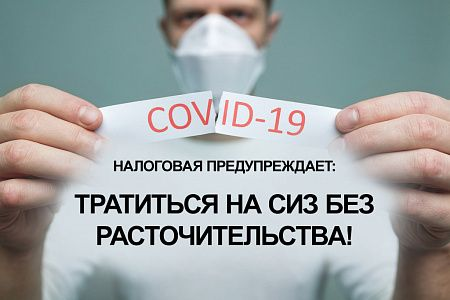 COVID-19
НАЛОГОВАЯ ПРЕДУПРЕЖДАЕТ:
ТРАТИТЬСЯ НА СИЗ БЕЗ
РАСТОЧИТЕЛЬСТВА!